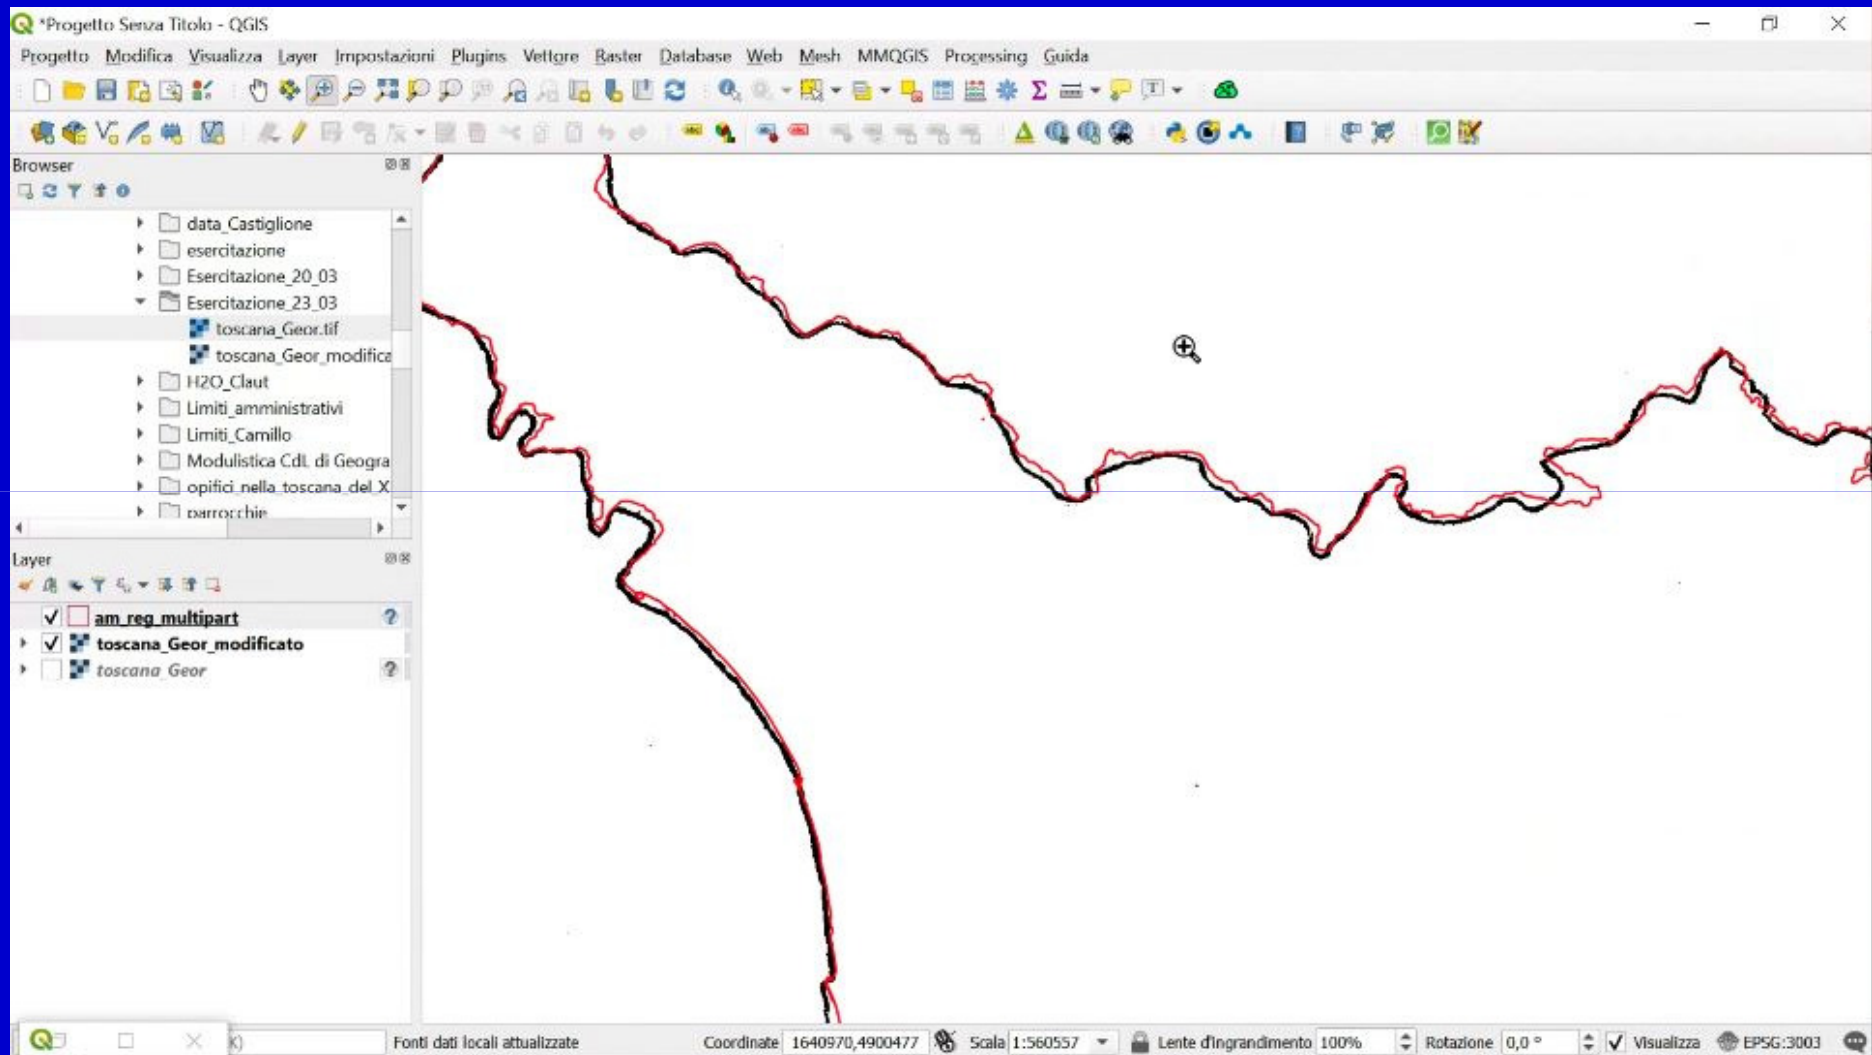 *Progetto Senza Titolo - QGIS
Progetto Modifica Visualizza Layer Impostazioni Plugins Vettore Raster Database Web Mesh MMQGIS Processing Guida
Browser
data_Castiglione
esercitazione
Esercitazione_20_03
Esercitazione_23_03
toscana_Geor.tif
toscana_Geor_modifica
H2O_Claut
Limiti_amministrativi
Limiti_Camillo
Modulistica CdL di Geogra
opifici_nella_toscana_del_X
parrocchie
Layer
am_reg_multipart
toscana_Geor_modificato
toscana_Geor
K) Fonti dati locali attualizzate Coordinate 1640970,4900477 Scala 1:560557 Lente d'ingrandimento 100% Rotazione 0,0 ° Visualizza EPSG:3003